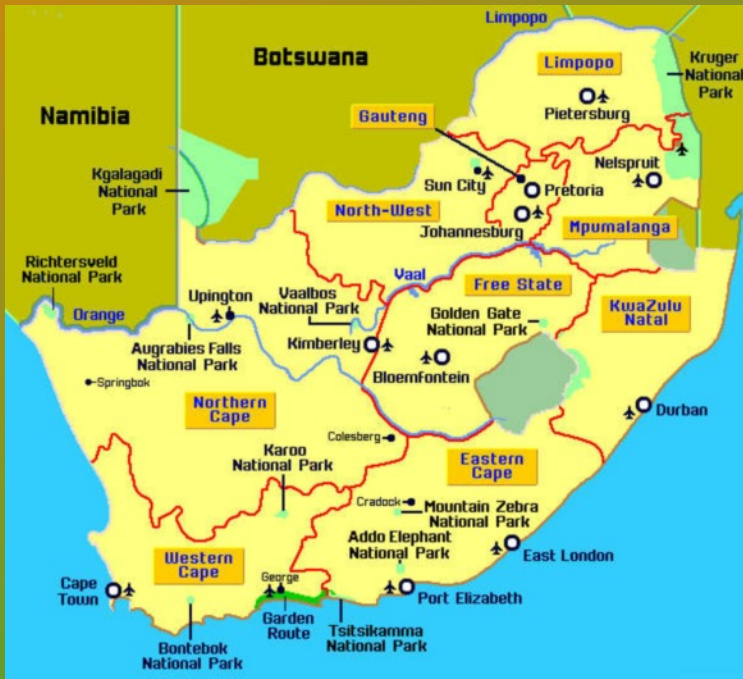 Limpopo
Botswana
Limpopo
Kruger
National
Park
Namibia
Gauteng
Pietersburg
Kgalagadi
National
Park
Sun City
Nelspruit
Pretoria
North-West
Johannesburg
Mpumalanga
Richtersveld
National Park
Vaal
Free State
Orange
Upington
Vaalbos
National Park
KwaZulu
Natal
Golden Gate
National Park
Augrabies Falls
National Park
Kimberley
Bloemfontein
Springbok
Northern
Cape
Durban
Colesberg
Karoo
National Park
Eastern
Cape
Cradock
Mountain Zebra
National Park
Addo Elephant
National Park
East London
Western
Cape
Cape
Town
George
Port Elizabeth
Garden
Route
Tsitsikamma
National Park
Bontebok
National Park